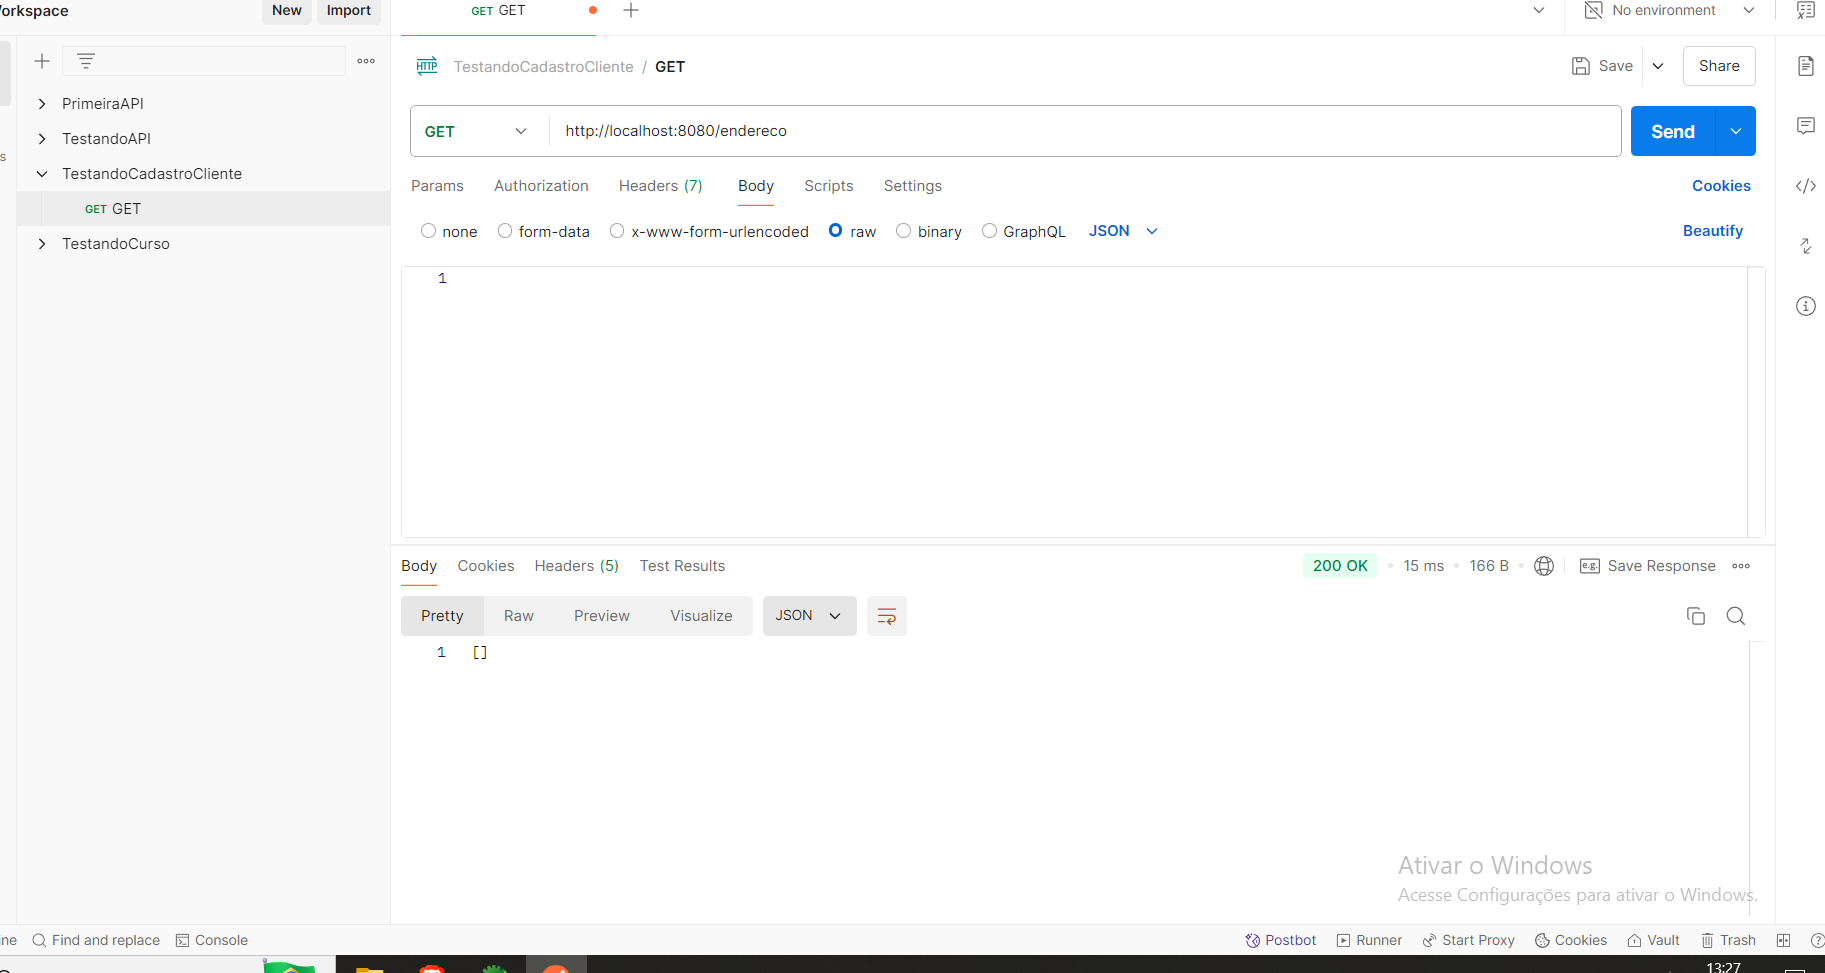 orkspace
New
Import
GET GET
No environment
TestandoCadastroCliente / GET
Save
Share
PrimeiraAPI
TestandoAPI
TestandoCadastroCliente
GET GET
TestandoCurso
s
HTTP
GET
http://localhost:8080/endereco
Send
Params
Authorization
Headers (7)
Body
Scripts
Settings
Cookies
none
form-data
x-www-form-urlencoded
raw
binary
GraphQL
JSON
Beautify
1
Body
Cookies
Headers (5)
Test Results
200 OK
15 ms
166 B
e.g.
Save Response
Pretty
Raw
Preview
Visualize
JSON
1 []
Ativar o Windows
Acesse Configurações para ativar o Windows.
ine
Find and replace
Console
Postbot
Runner
Start Proxy
Cookies
Vault
Trash
13:27